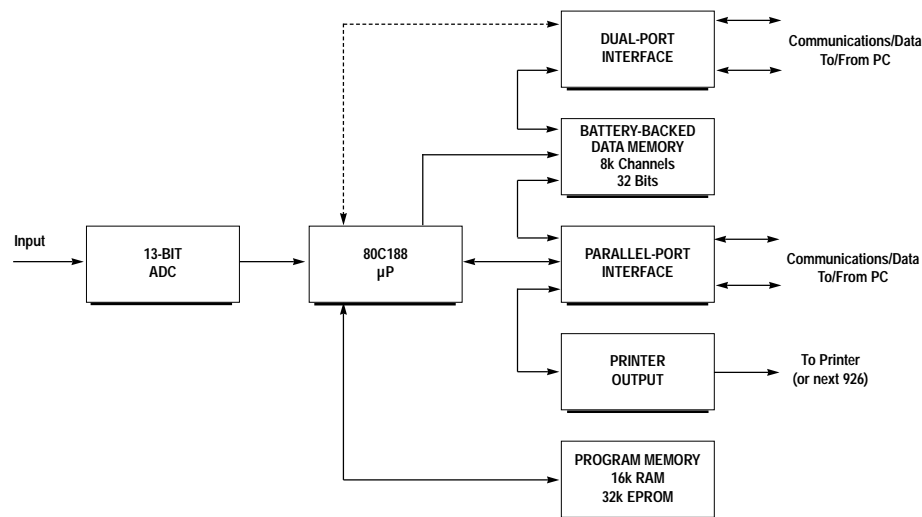 DUAL-PORT
INTERFACE
Communications/Data
To/From PC
BATTERY-BACKED
DATA MEMORY
8k Channels
32 Bits
Input
13-BIT
ADC
80C188
µP
PARALLEL-PORT
INTERFACE
Communications/Data
To/From PC
PRINTER
OUTPUT
To Printer
(or next 926)
PROGRAM MEMORY
16k RAM
32k EPROM